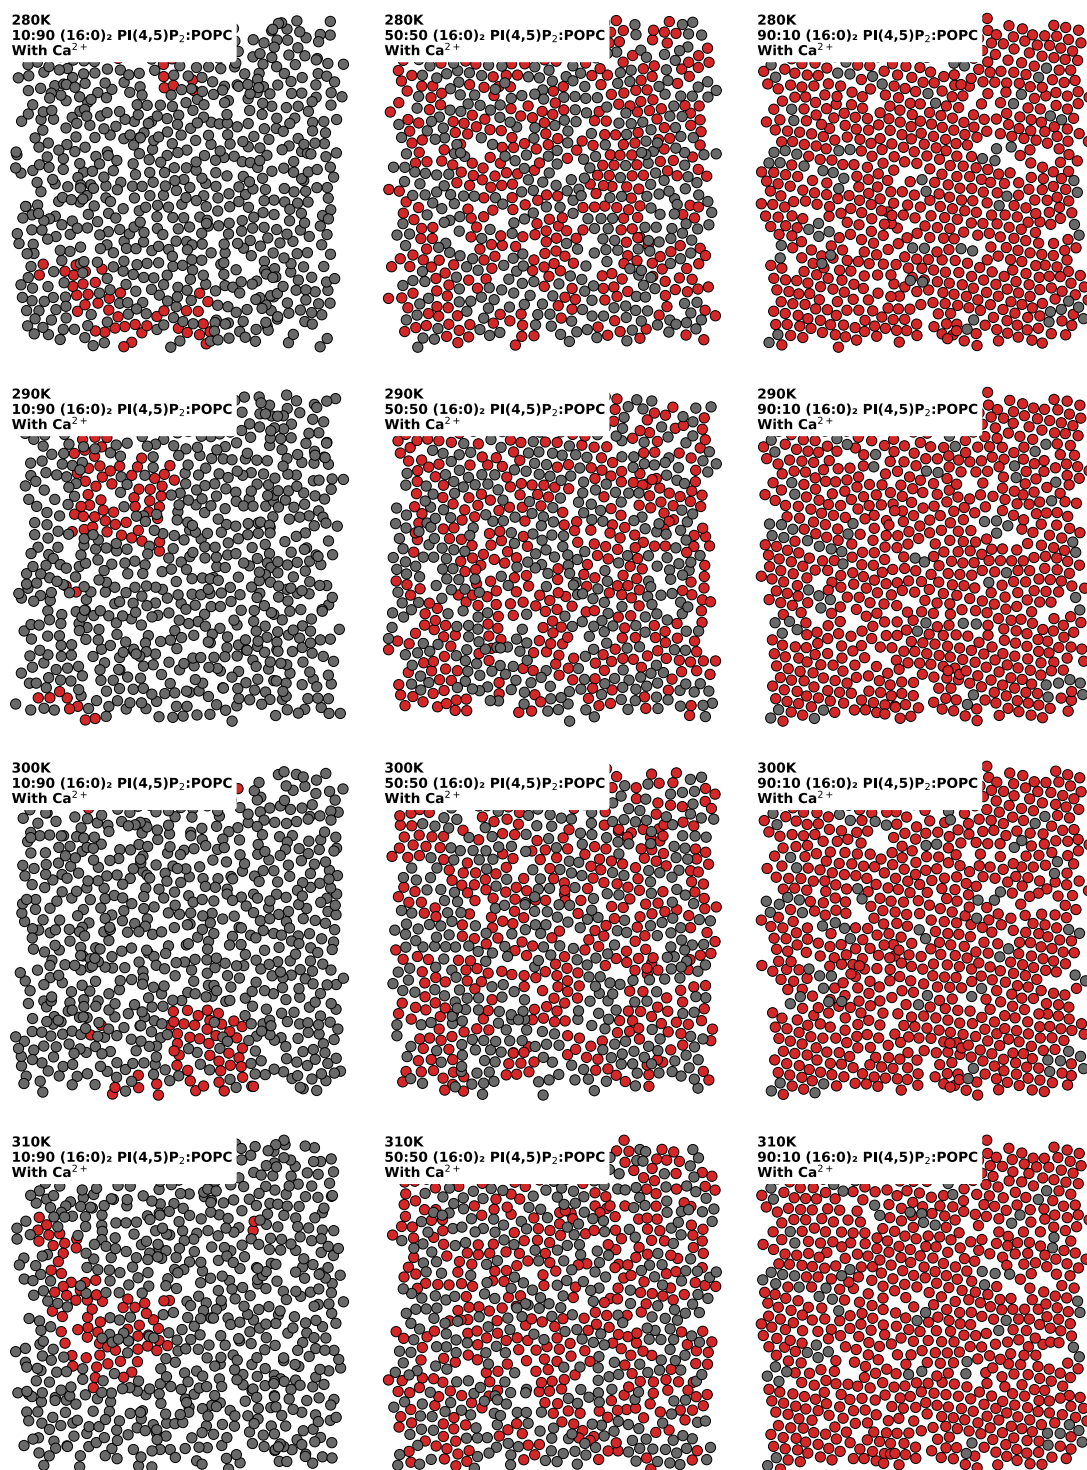 280K
10:90 (16:0)₂ PI(4,5)P₂:POPC
With Ca²⁺
280K
50:50 (16:0)₂ PI(4,5)P₂:POPC
With Ca²⁺
280K
90:10 (16:0)₂ PI(4,5)P₂:POPC
With Ca²⁺
290K
10:90 (16:0)₂ PI(4,5)P₂:POPC
With Ca²⁺
290K
50:50 (16:0)₂ PI(4,5)P₂:POPC
With Ca²⁺
290K
90:10 (16:0)₂ PI(4,5)P₂:POPC
With Ca²⁺
300K
10:90 (16:0)₂ PI(4,5)P₂:POPC
With Ca²⁺
300K
50:50 (16:0)₂ PI(4,5)P₂:POPC
With Ca²⁺
300K
90:10 (16:0)₂ PI(4,5)P₂:POPC
With Ca²⁺
310K
10:90 (16:0)₂ PI(4,5)P₂:POPC
With Ca²⁺
310K
50:50 (16:0)₂ PI(4,5)P₂:POPC
With Ca²⁺
310K
90:10 (16:0)₂ PI(4,5)P₂:POPC
With Ca²⁺